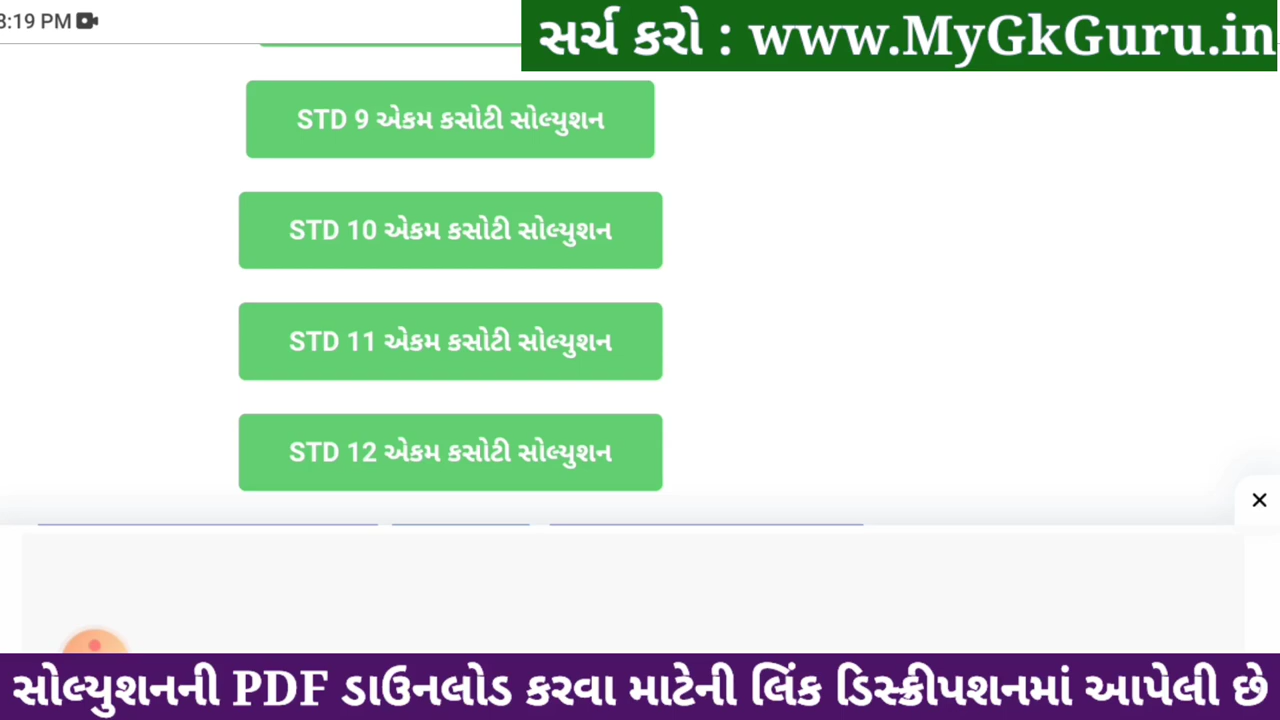 8:19 PM
સર્ચ કરો : www.MyGkGuru.in
STD 9 એકમ કસોટી સોલ્યુશન
STD 10 એકમ કસોટી સોલ્યુશન
STD 11 એકમ કસોટી સોલ્યુશન
STD 12 એકમ કસોટી સોલ્યુશન
સોલ્યુશનની PDF ડાઉનલોડ કરવા માટેની લિંક ડિસ્ક્રીપશનમાં આપેલી છે